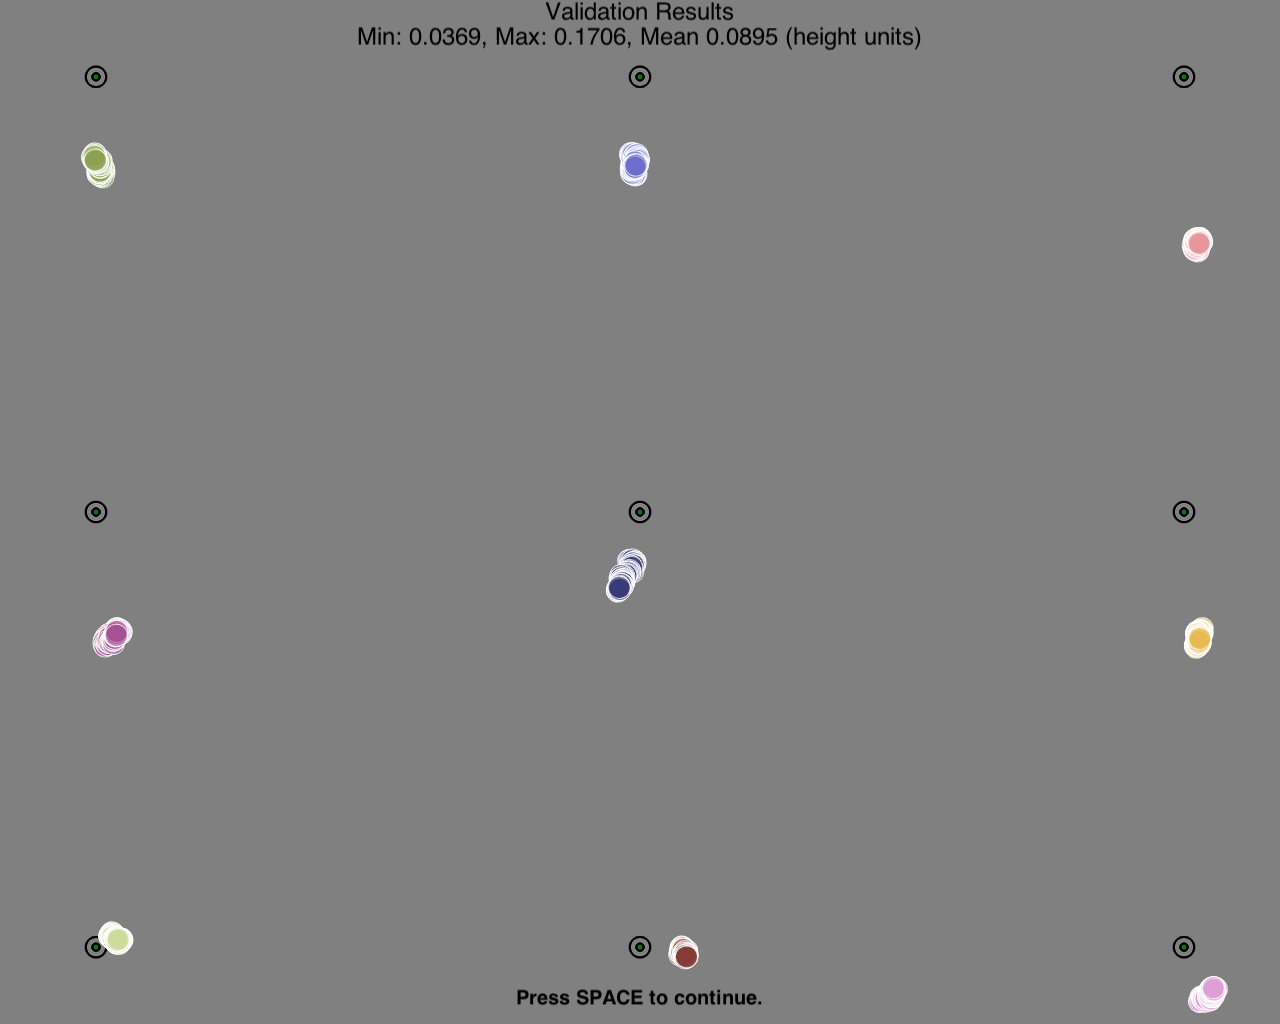 Validation Results
Min: 0.0369, Max: 0.1706, Mean 0.0895 (height units)
Press SPACE to continue.